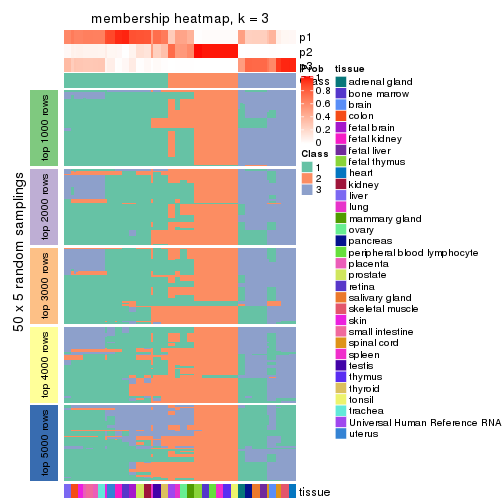 membership heatmap, k = 3
p1
p2
p3
Class
50 x 5 random samplings
top 1000 rows
top 2000 rows
top 3000 rows
top 4000 rows
top 5000 rows
tissue
Prob
1
0.8
0.6
0.4
0.2
0
Class
1
2
3
tissue
adrenal gland
bone marrow
brain
colon
fetal brain
fetal kidney
fetal liver
fetal thymus
heart
kidney
liver
lung
mammary gland
ovary
pancreas
peripheral blood lymphocyte
placenta
prostate
retina
salivary gland
skeletal muscle
skin
small intestine
spinal cord
spleen
testis
thymus
thyroid
tonsil
trachea
Universal Human Reference RNA
uterus